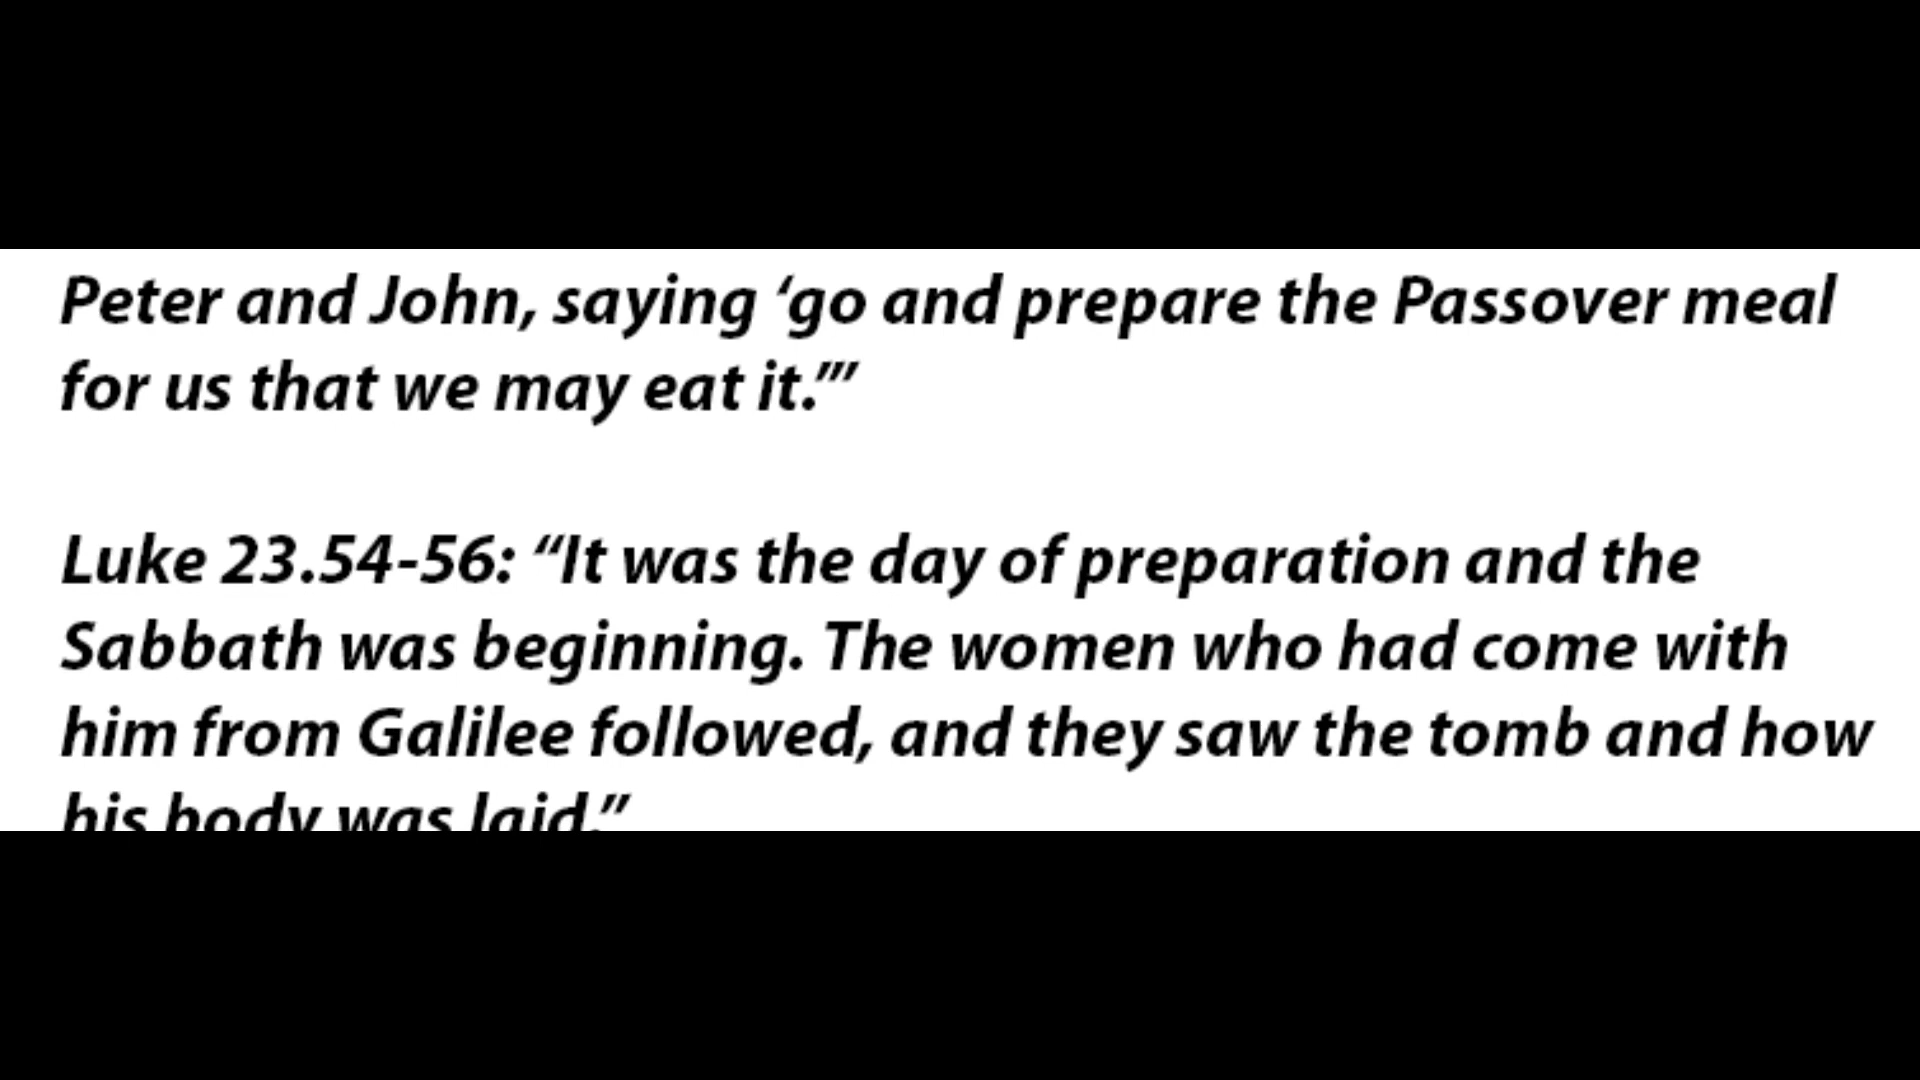 Peter and John, saying ‘go and prepare the Passover meal
for us that we may eat it.’”
Luke 23.54-56: “It was the day of preparation and the
Sabbath was beginning. The women who had come with
him from Galilee followed, and they saw the tomb and how
his body was laid.”